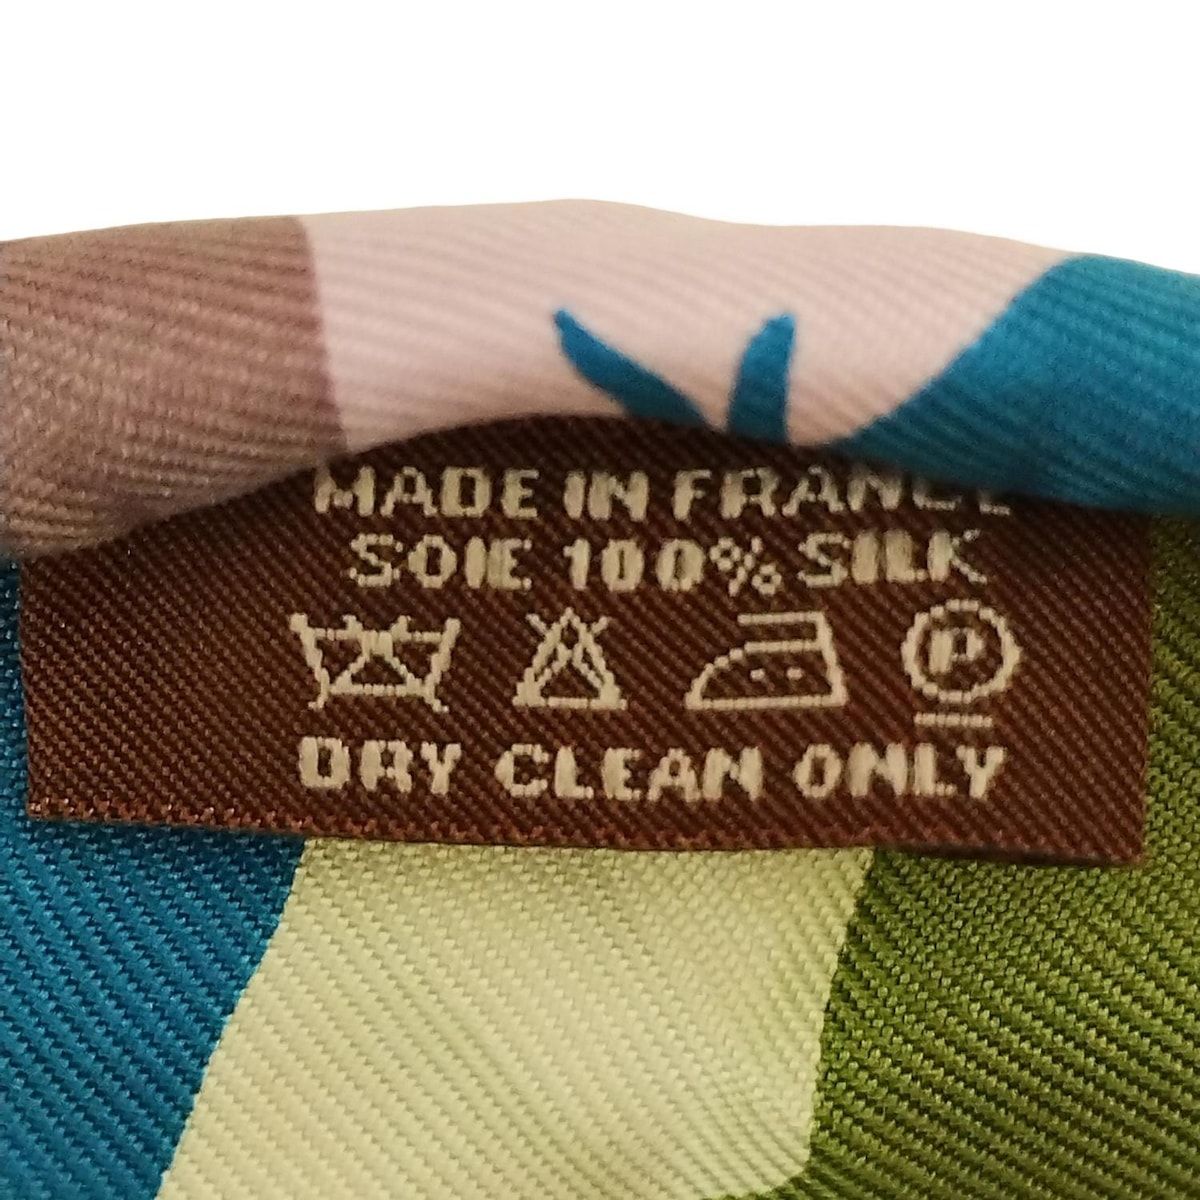 MADE IN FRANCE
SOIE 100% SILK
P
DRY CLEAN ONLY